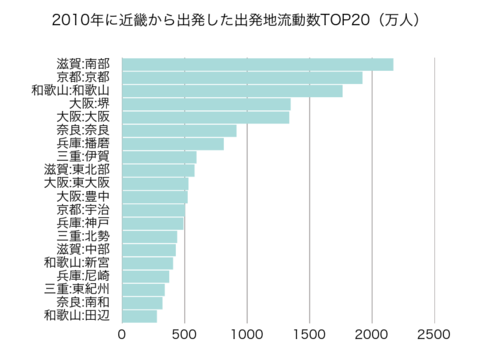 2010年に近畿から出発した出発地流動数TOP20（万人）
滋賀:南部
京都:京都
和歌山:和歌山
大阪:堺
大阪:大阪
奈良:奈良
兵庫:播磨
三重:伊賀
滋賀:東北部
大阪:東大阪
大阪:豊中
京都:宇治
兵庫:神戸
三重:北勢
滋賀:中部
和歌山:新宮
兵庫:尼崎
三重:東紀州
奈良:南和
和歌山:田辺
0 500 1000 1500 2000 2500